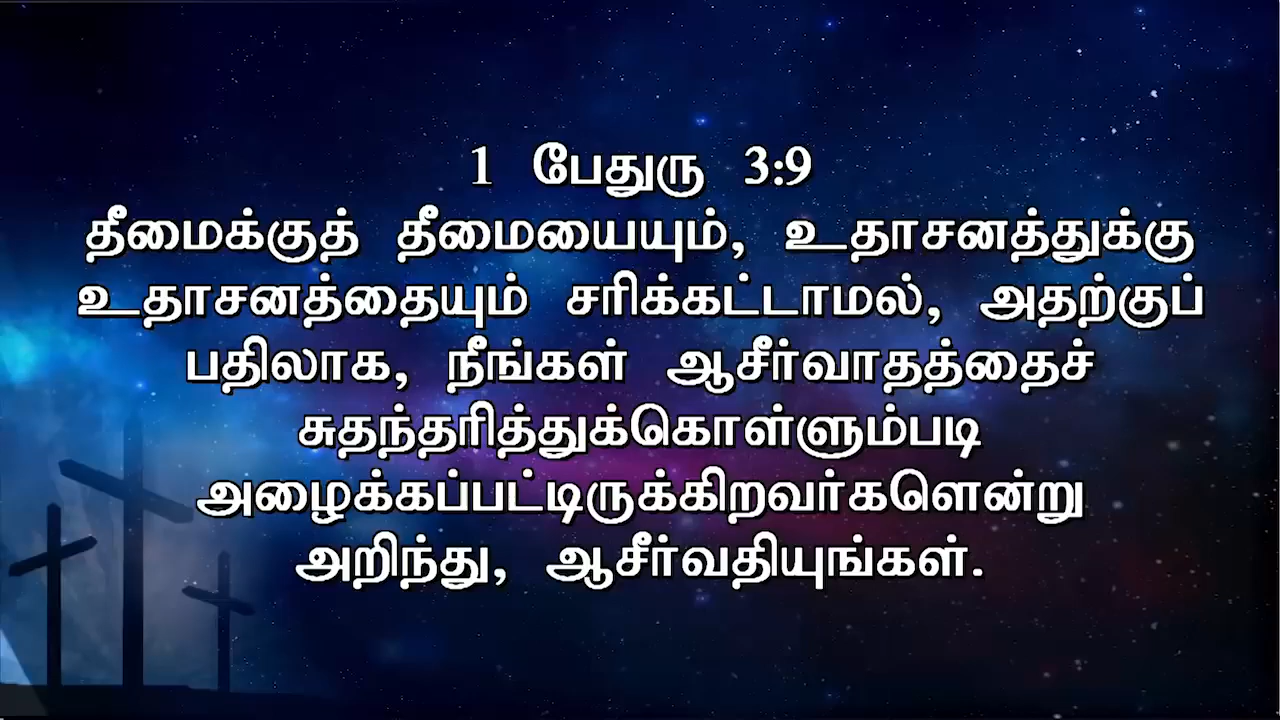 1 பேதுரு 3:9
தீமைக்குத் தீமையையும், உதாசனத்துக்கு
உதாசனத்தையும் சரிக்கட்டாமல், அதற்குப்
பதிலாக, நீங்கள் ஆசீர்வாதத்தைச்
சுதந்தரித்துக்கொள்ளும்படி
அழைக்கப்பட்டிருக்கிறவர்களென்று
அறிந்து, ஆசீர்வதியுங்கள்.